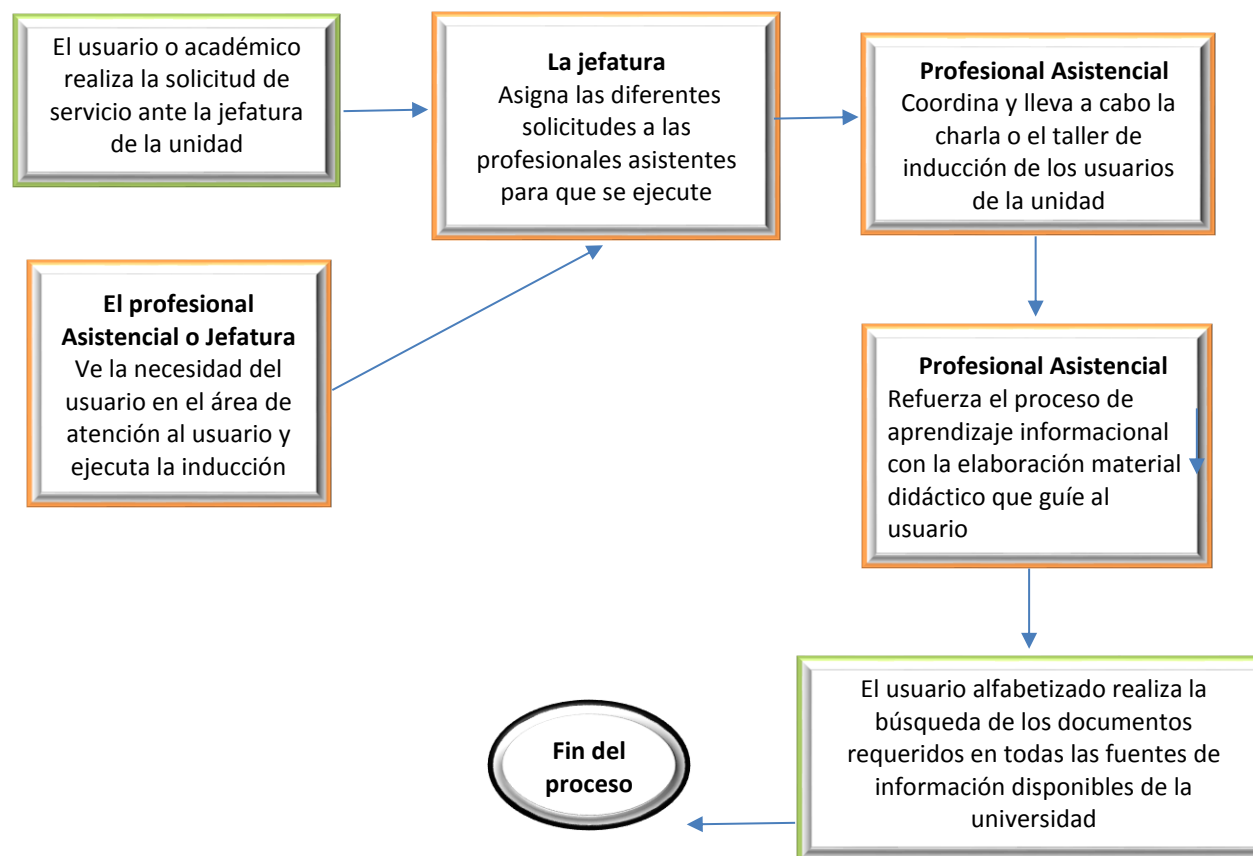 El usuario o académico
realiza la solicitud de
servicio ante la jefatura
de la unidad
La jefatura
Asigna las diferentes
solicitudes a las
profesionales asistentes
para que se ejecute
Profesional Asistencial
Coordina y lleva a cabo la
charla o el taller de
inducción de los usuarios
de la unidad
El profesional
Asistencial o Jefatura
Ve la necesidad del
usuario en el área de
atención al usuario y
ejecuta la inducción
Profesional Asistencial
Refuerza el proceso de
aprendizaje informacional
con la elaboración material
didáctico que guíe al
usuario
El usuario alfabetizado realiza la
búsqueda de los documentos
requeridos en todas las fuentes de
información disponibles de la
universidad
Fin del
proceso